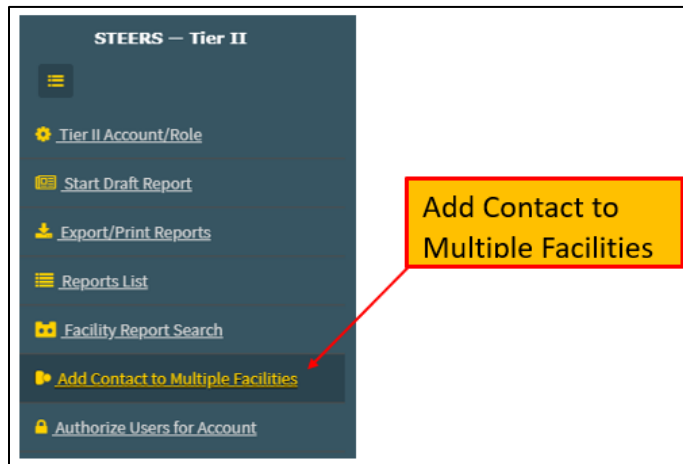 STEERS — Tier II
Tier II Account/Role
Start Draft Report
Export/Print Reports
Reports List
Facility Report Search
Add Contact to Multiple Facilities
Authorize Users for Account
Add Contact to
Multiple Facilities